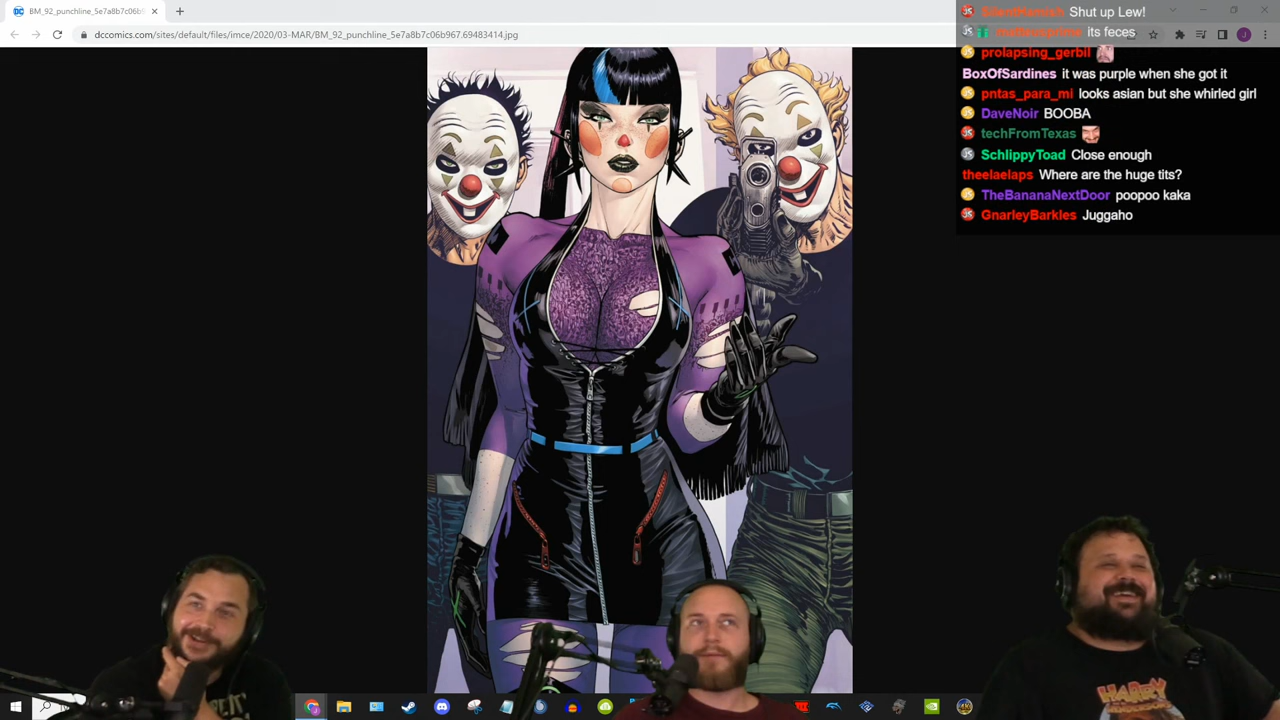 BM_92_punchline_5e7a8b7c06b
dccomics.com/sites/default/files/imce/2020/03-MAR/BM_92_punchline_5e7a8b7c06b967.69483414.jpg
Shut up Lew!
its feces
prolapsing_gerbil
BoxOfSardines it was purple when she got it
pntas_para_mi looks asian but she whirled girl
DaveNoir BOOBA
techFromTexas
SchlippyToad Close enough
theelaelaps Where are the huge tits?
TheBananaNextDoor poopoo kaka
GnarleyBarkles Juggaho